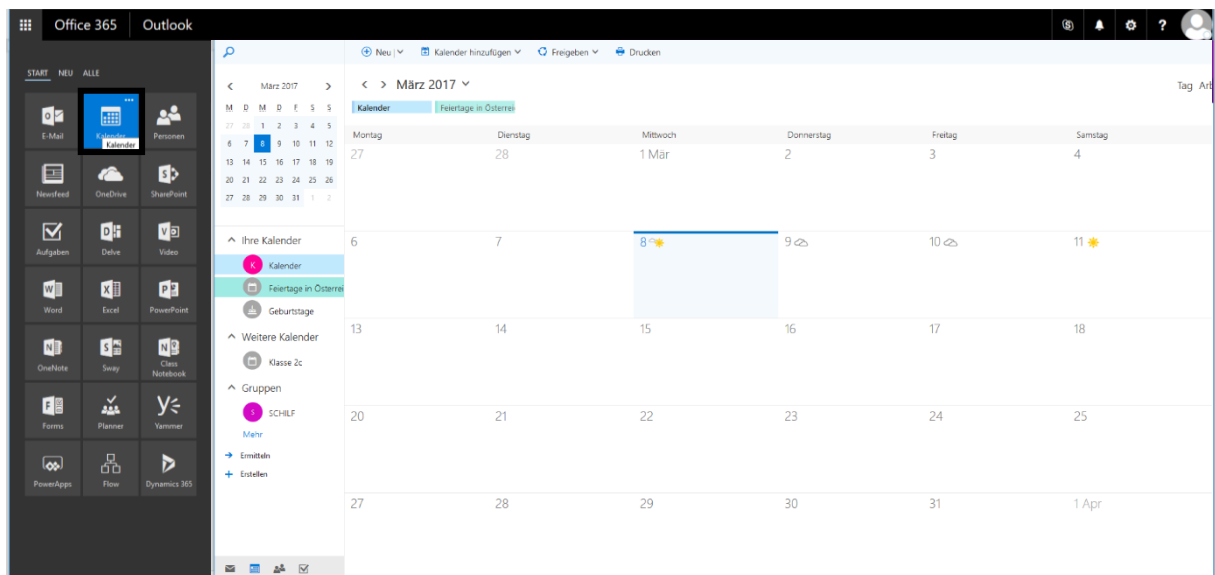 Office 365 Outlook ?
START NEU ALLE
E-Mail Kalender Personen
Kalender
Newsfeed OneDrive SharePoint
Aufgaben Delve Video
Word Excel PowerPoint
OneNote Sway Class Notebook
Forms Planner Yammer
PowerApps Flow Dynamics 365
März 2017
M D M D F S S
27 28 1 2 3 4 5
6 7 8 9 10 11 12
13 14 15 16 17 18 19
20 21 22 23 24 25 26
27 28 29 30 31 1 2
Ihre Kalender
K Kalender
Feiertage in Österrei
Geburtstage
Weitere Kalender
Klasse 2c
Gruppen
S SCHILF
Mehr
Ermitteln
Erstellen
Neu Kalender hinzufügen Freigeben Drucken
März 2017 Tag Arb
Kalender Feiertage in Österrei
Montag Dienstag Mittwoch Donnerstag Freitag Samstag
27 28 1 Mär 2 3 4
6 7 8 9 10 11
13 14 15 16 17 18
20 21 22 23 24 25
27 28 29 30 31 1 Apr